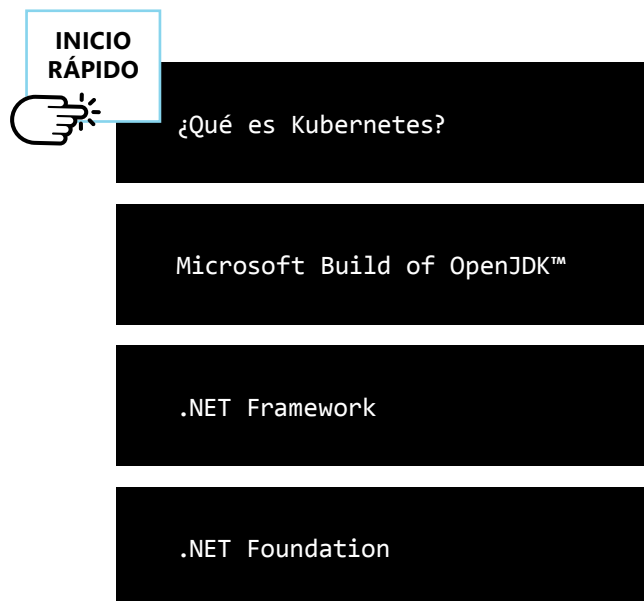 INICIO
RÁPIDO
¿Qué es Kubernetes?
Microsoft Build of OpenJDK™
.NET Framework
.NET Foundation